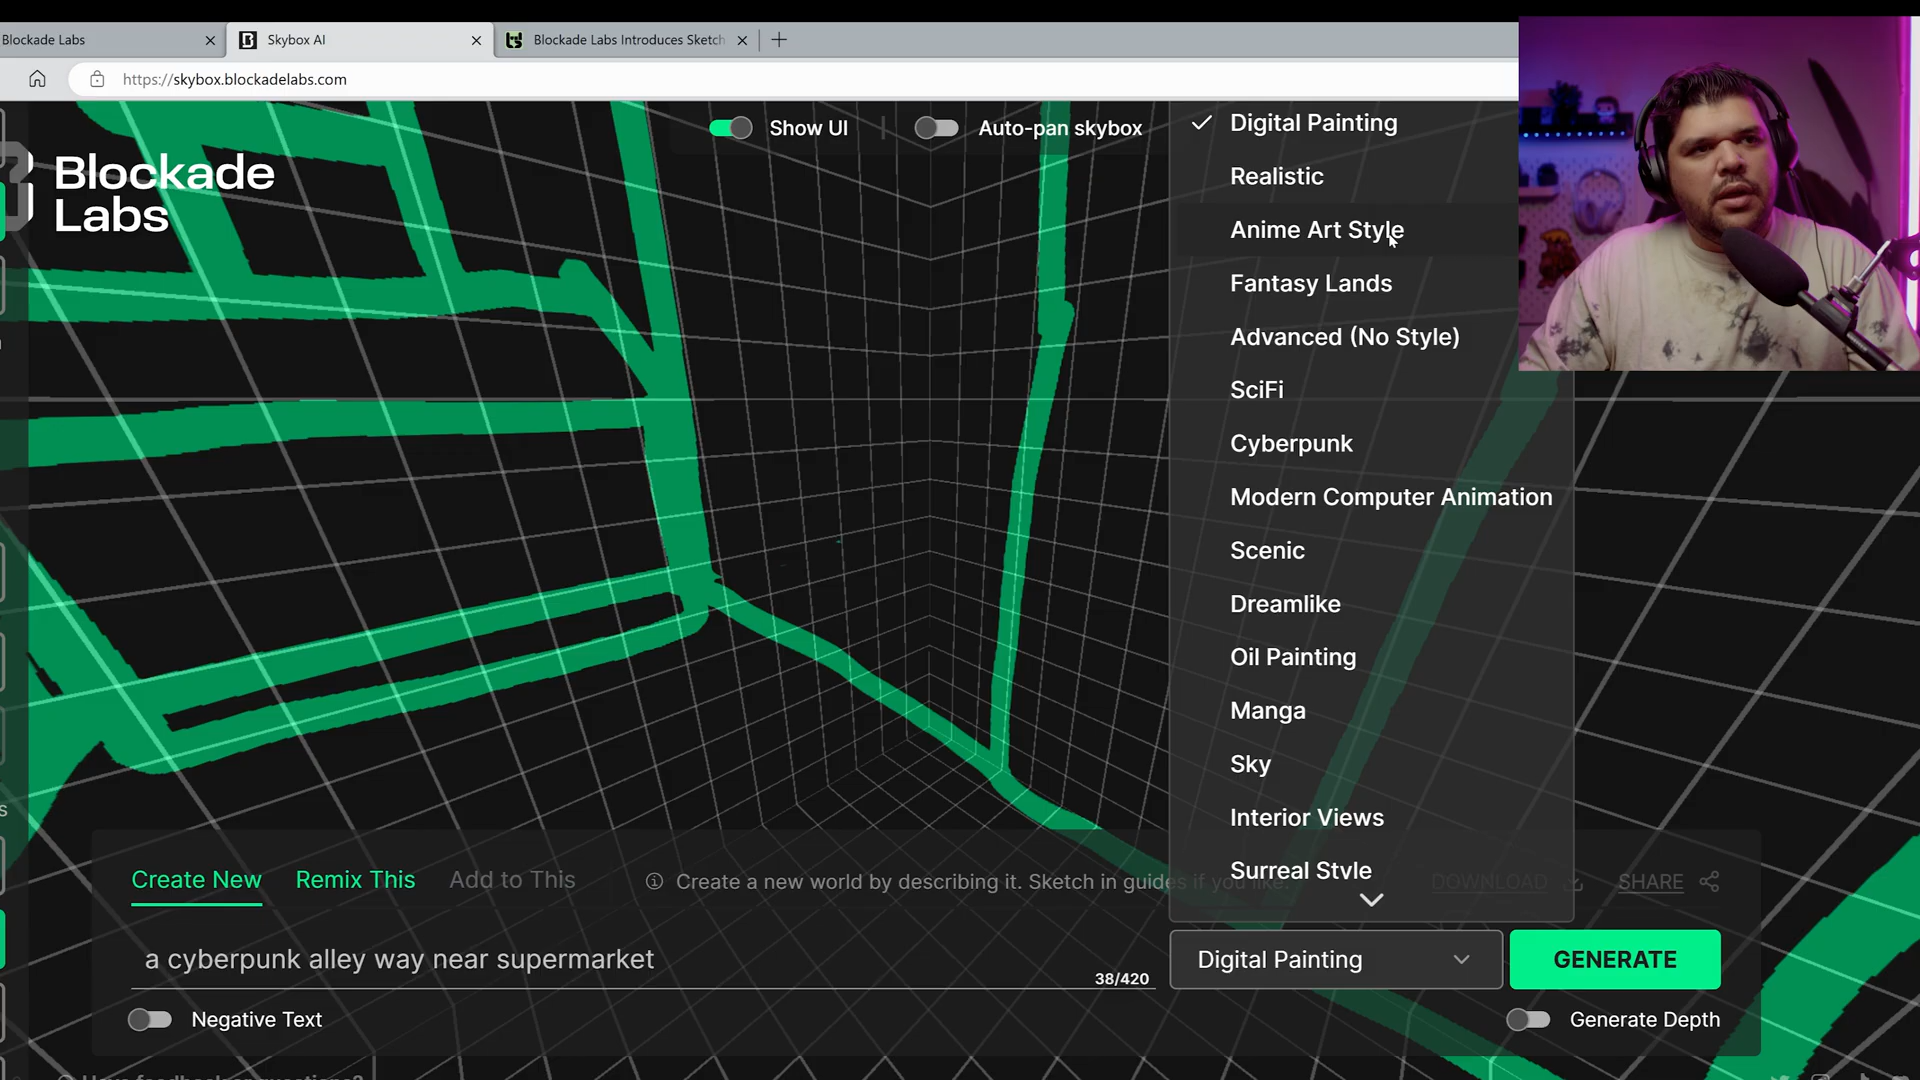 Blockade Labs
Skybox AI
Blockade Labs Introduces Sketch
https://skybox.blockadelabs.com
Show UI
Auto-pan skybox
Blockade
Labs
Digital Painting
Realistic
Anime Art Style
Fantasy Lands
Advanced (No Style)
SciFi
Cyberpunk
Modern Computer Animation
Scenic
Dreamlike
Oil Painting
Manga
Sky
Interior Views
Surreal Style
Create New
Remix This
Add to This
Create a new world by describing it. Sketch in guides if you like.
DOWNLOAD
SHARE
a cyberpunk alley way near supermarket
38/420
Digital Painting
GENERATE
Negative Text
Generate Depth